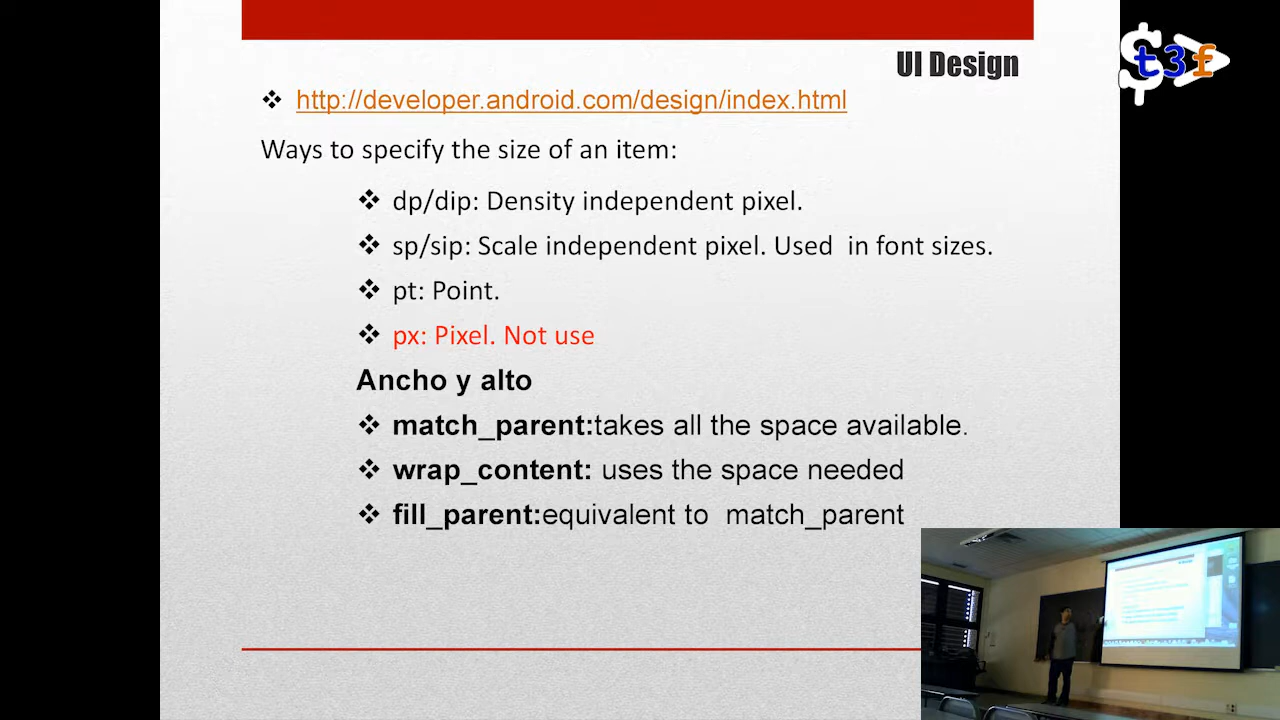 UI Design
t3f
❖ http://developer.android.com/design/index.html
Ways to specify the size of an item:
❖ dp/dip: Density independent pixel.
❖ sp/sip: Scale independent pixel. Used in font sizes.
❖ pt: Point.
❖ px: Pixel. Not use
Ancho y alto
❖ match_parent:takes all the space available.
❖ wrap_content: uses the space needed
❖ fill_parent:equivalent to match_parent